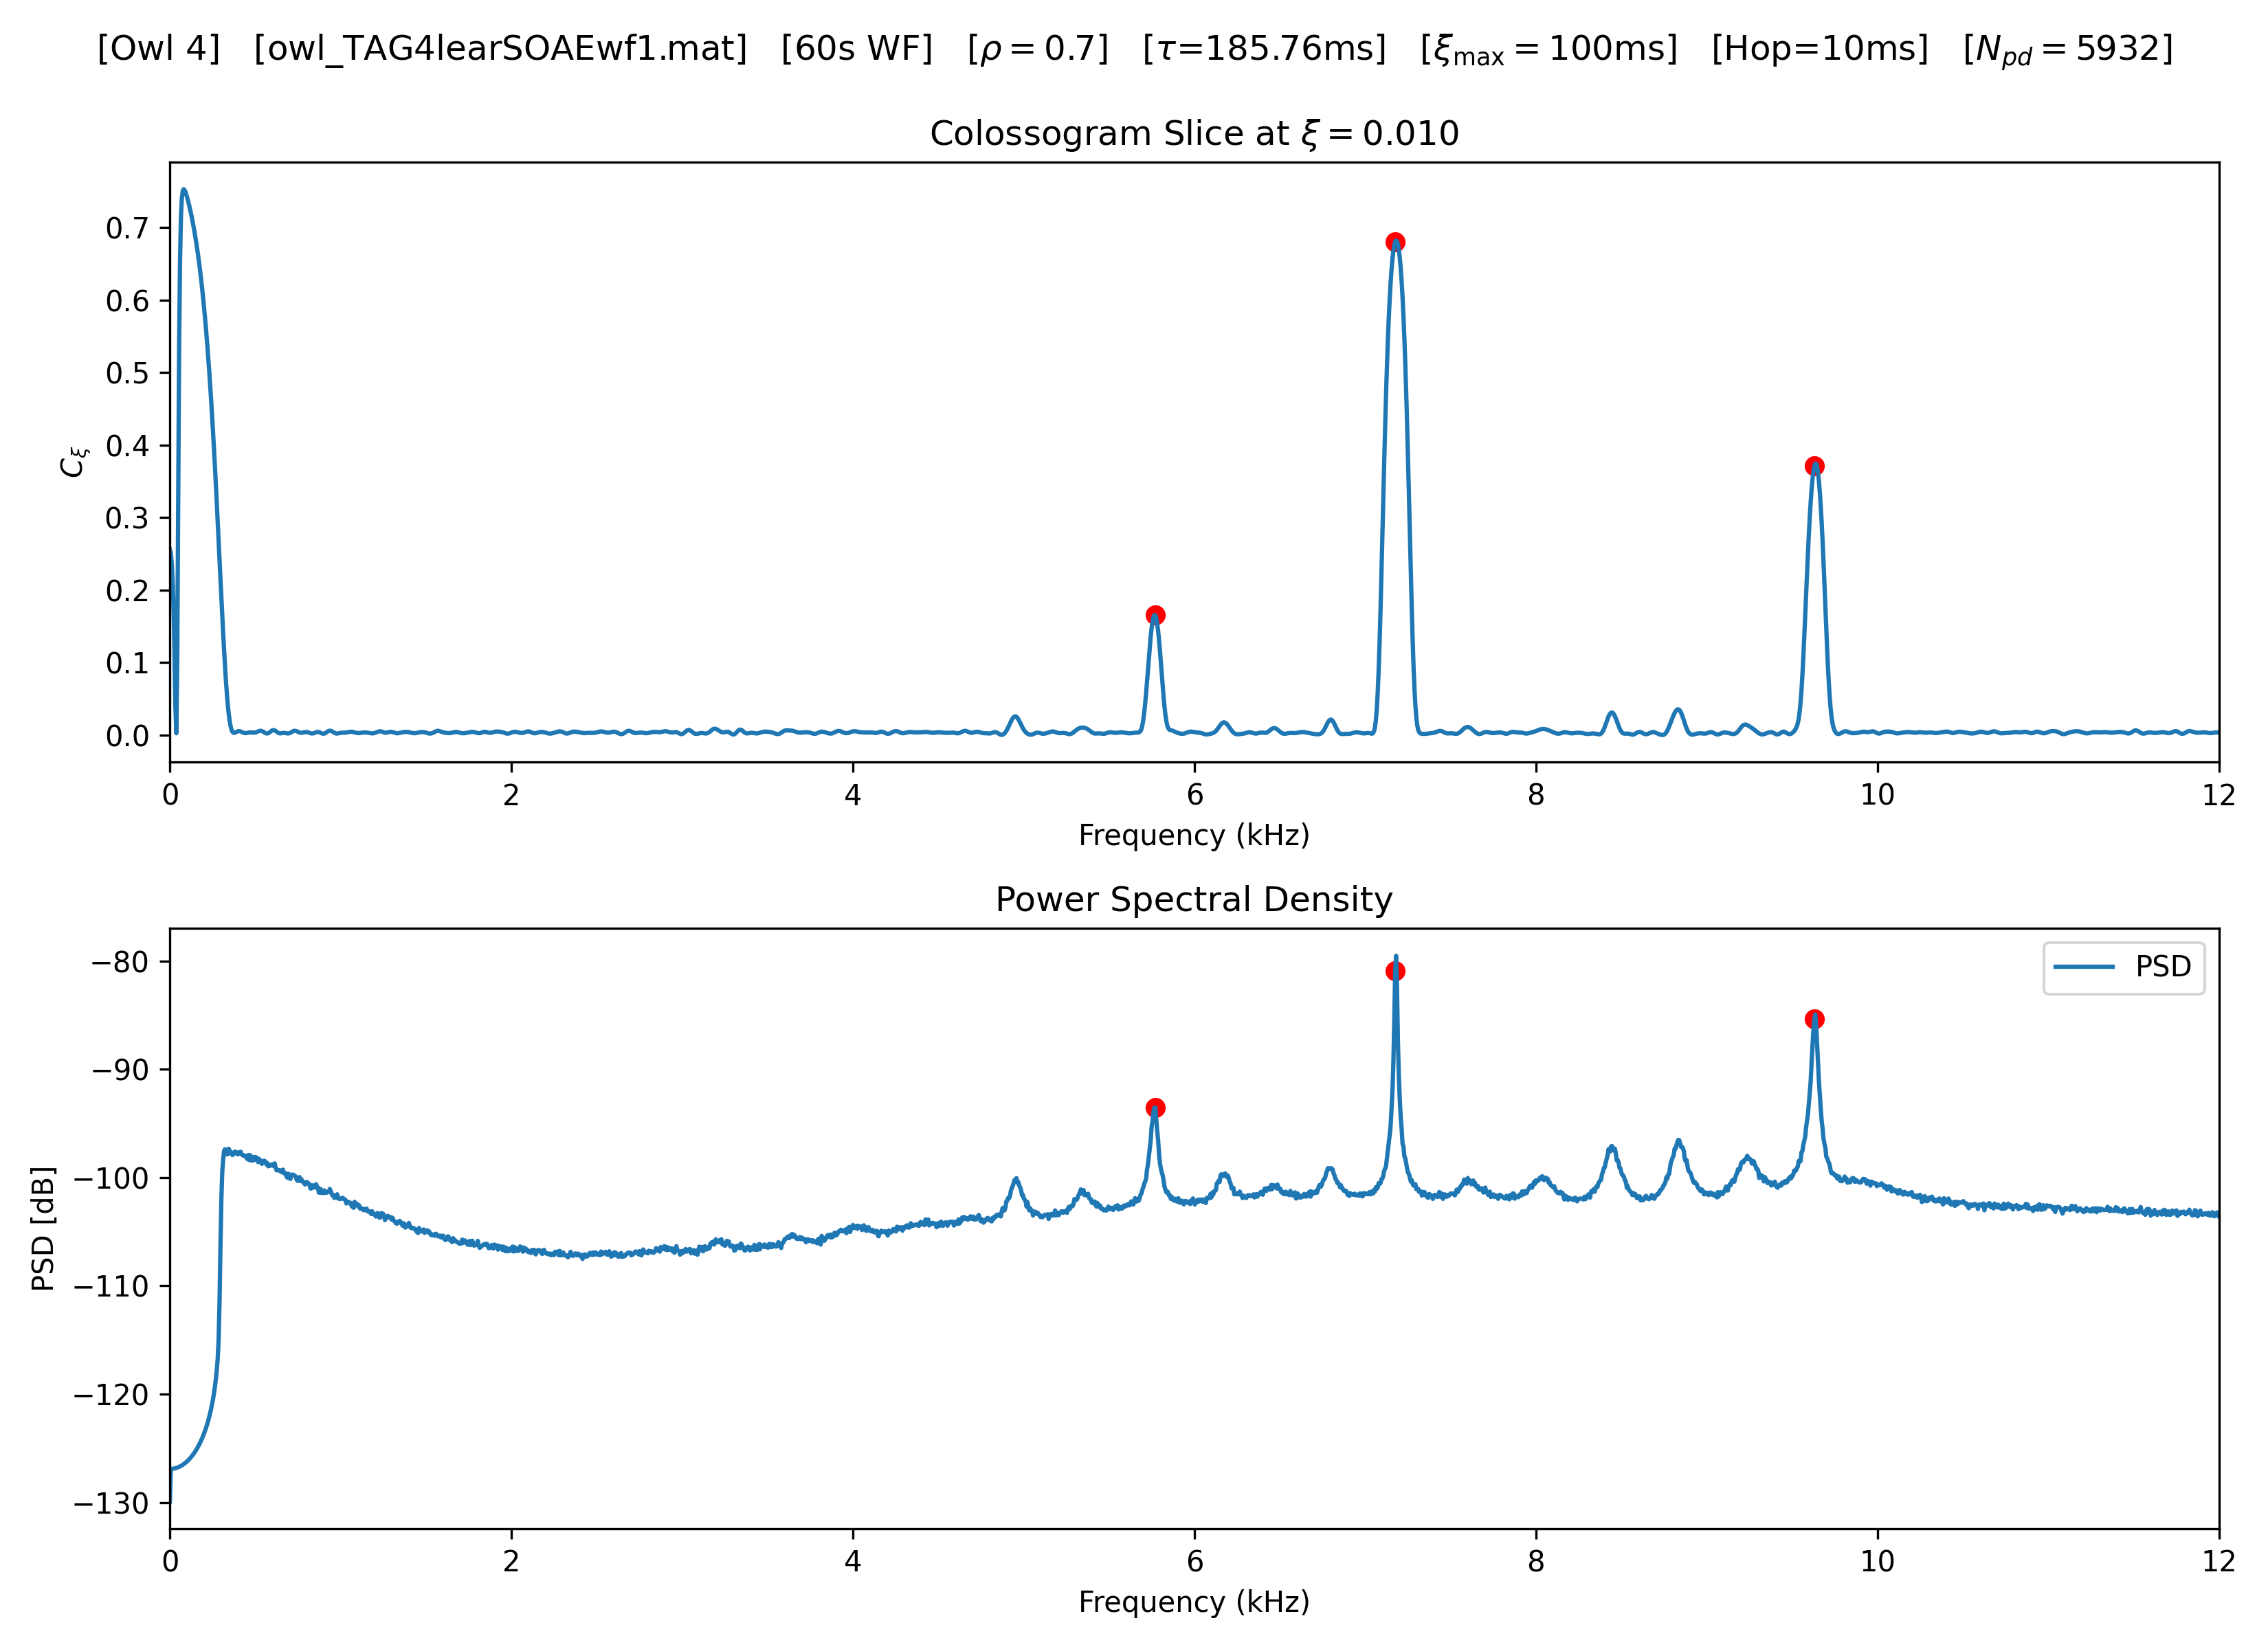 [Owl 4]   [owl_TAG4learSOAEwf1.mat]   [60s WF]   [ρ = 0.7]   [τ=185.76ms]   [ξmax = 100ms]   [Hop=10ms]   [Npd = 5932]
Colossogram Slice at ξ = 0.010
0.7
0.6
0.5
0.4
0.3
0.2
0.1
0.0
Cξ
0 2 4 6 8 10 12
Frequency (kHz)
Power Spectral Density
PSD
−80
−90
−100
−110
−120
−130
PSD [dB]
0 2 4 6 8 10 12
Frequency (kHz)